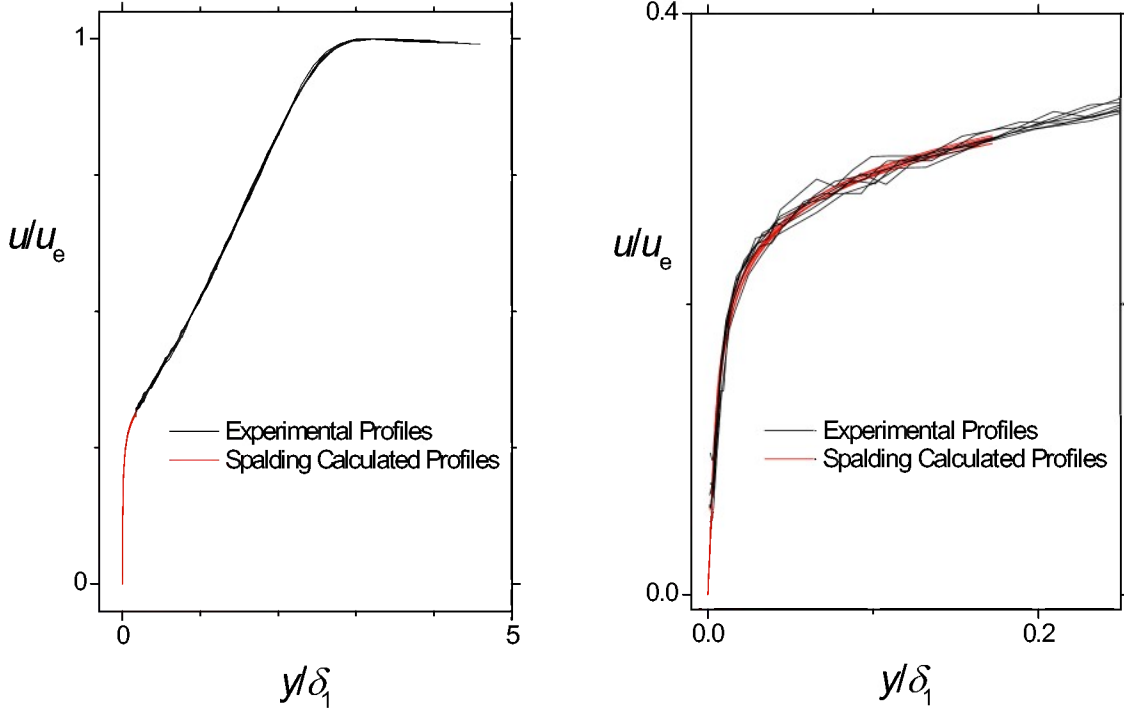 1
u/uₑ
Experimental Profiles
Spalding Calculated Profiles
0
0
5
y/δ₁
0.4
u/uₑ
Experimental Profiles
Spalding Calculated Profiles
0.0
0.0
0.2
y/δ₁